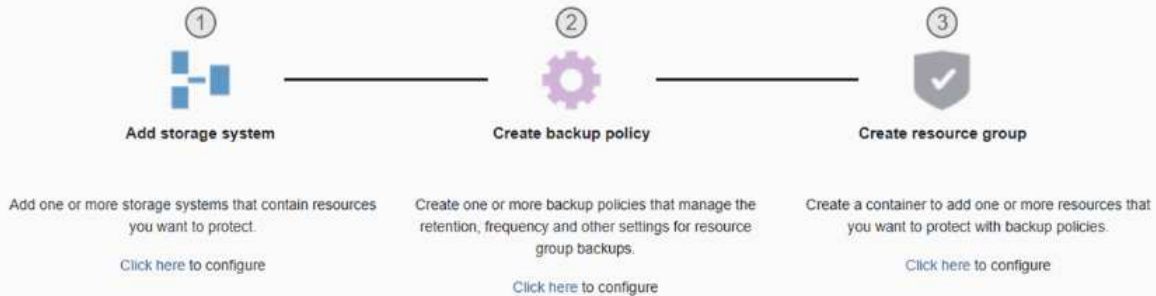 1
2
3
Add storage system
Create backup policy
Create resource group
Add one or more storage systems that contain resources
you want to protect.
Click here to configure
Create one or more backup policies that manage the
retention, frequency and other settings for resource
group backups.
Click here to configure
Create a container to add one or more resources that
you want to protect with backup policies.
Click here to configure